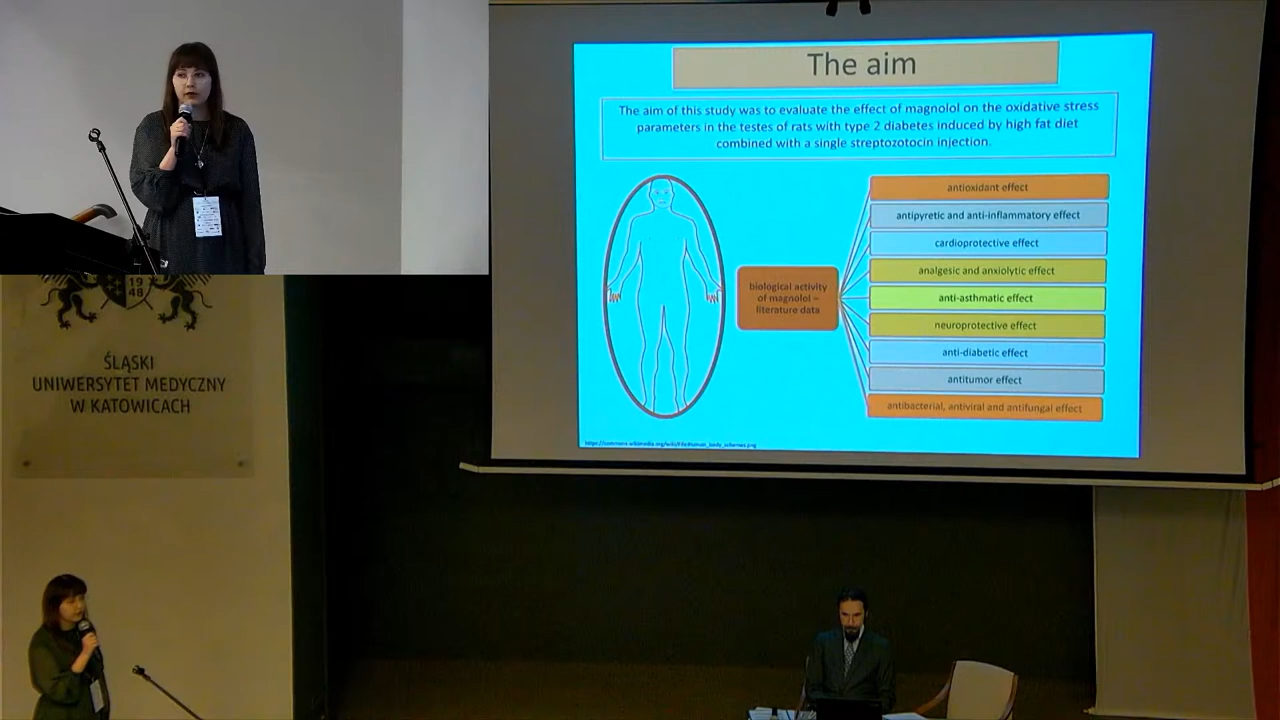 The aim
The aim of this study was to evaluate the effect of magnolol on the oxidative stress
parameters in the testes of rats with type 2 diabetes induced by high fat diet
combined with a single streptozotocin injection.
biological activity
of magnolol –
literature data
antioxidant effect
antipyretic and anti-inflammatory effect
cardioprotective effect
analgesic and anxiolytic effect
anti-asthmatic effect
neuroprotective effect
anti-diabetic effect
antitumor effect
antibacterial, antiviral and antifungal effect
https://commons.wikimedia.org/wiki/File:Human_body_schemes.png
19
48
ŚLĄSKI
UNIWERSYTET MEDYCZNY
W KATOWICACH